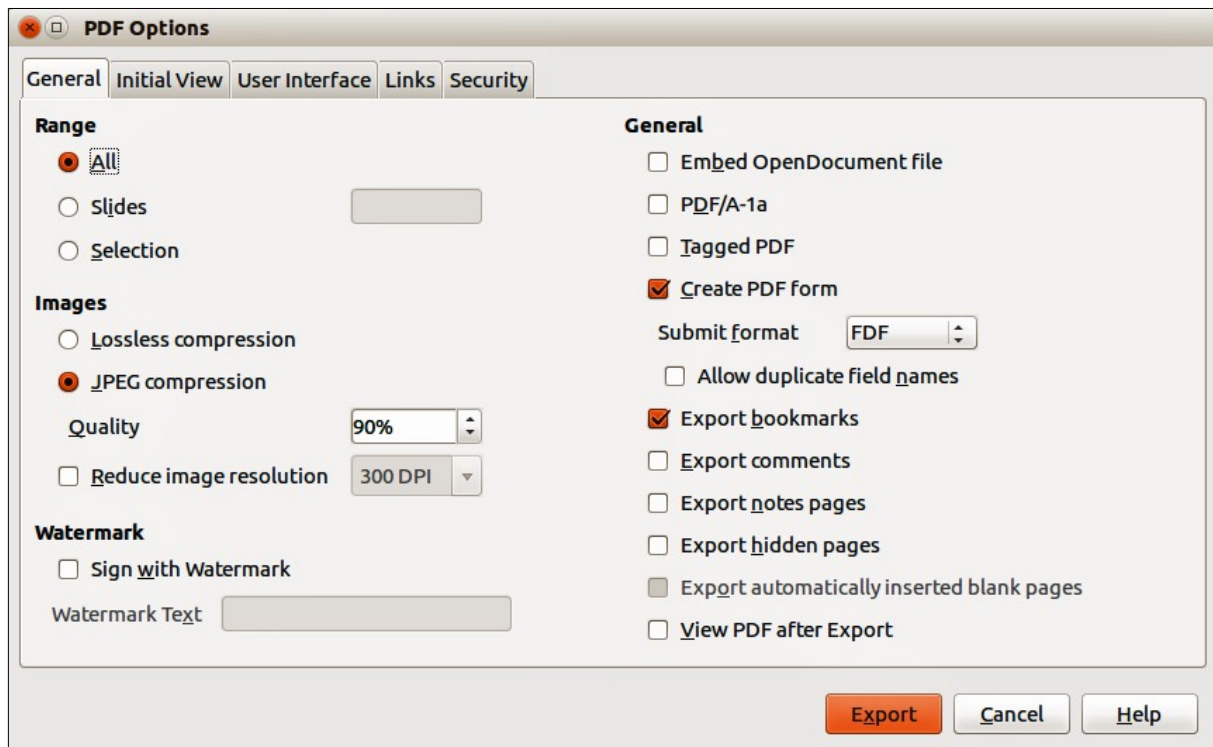 PDF Options
General
Initial View
User Interface
Links
Security
Range
All
Slides
Selection
Images
Lossless compression
JPEG compression
Quality 90%
Reduce image resolution 300 DPI
Watermark
Sign with Watermark
Watermark Text
General
Embed OpenDocument file
PDF/A-1a
Tagged PDF
Create PDF form
Submit format FDF
Allow duplicate field names
Export bookmarks
Export comments
Export notes pages
Export hidden pages
Export automatically inserted blank pages
View PDF after Export
Export
Cancel
Help